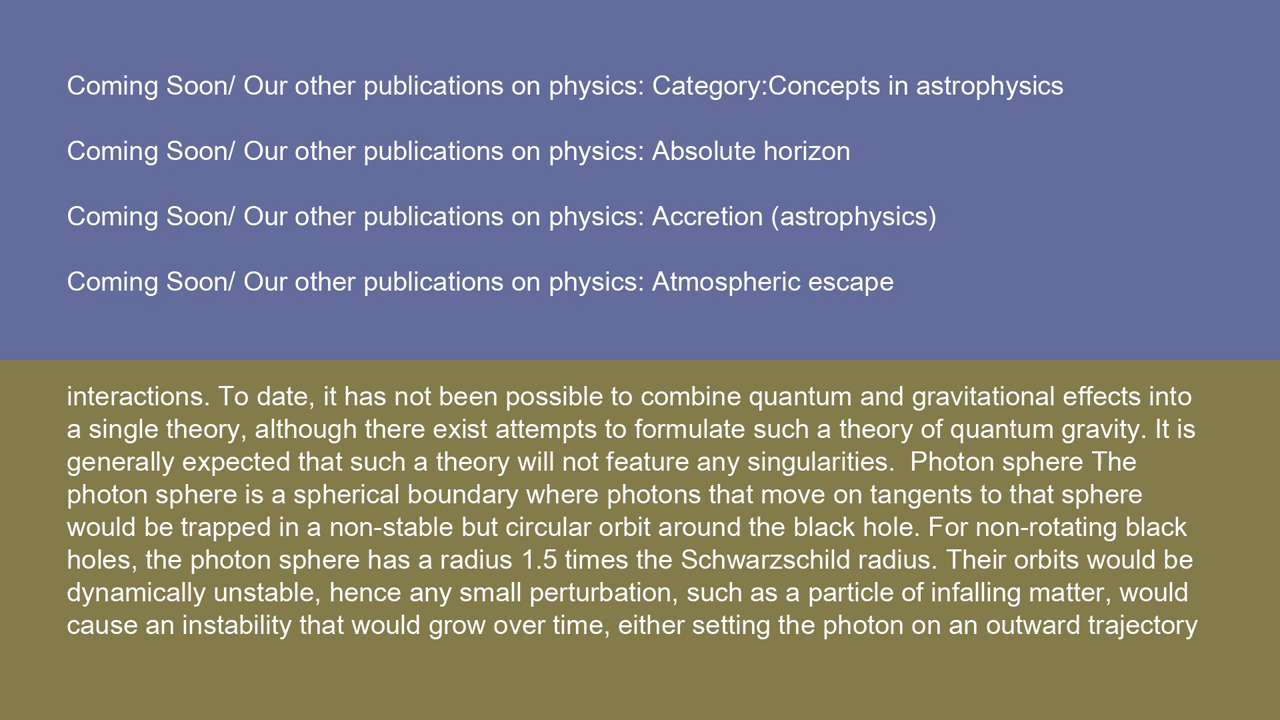 Coming Soon/ Our other publications on physics: Category:Concepts in astrophysics
Coming Soon/ Our other publications on physics: Absolute horizon
Coming Soon/ Our other publications on physics: Accretion (astrophysics)
Coming Soon/ Our other publications on physics: Atmospheric escape
interactions. To date, it has not been possible to combine quantum and gravitational effects into
a single theory, although there exist attempts to formulate such a theory of quantum gravity. It is
generally expected that such a theory will not feature any singularities.  Photon sphere The
photon sphere is a spherical boundary where photons that move on tangents to that sphere
would be trapped in a non-stable but circular orbit around the black hole. For non-rotating black
holes, the photon sphere has a radius 1.5 times the Schwarzschild radius. Their orbits would be
dynamically unstable, hence any small perturbation, such as a particle of infalling matter, would
cause an instability that would grow over time, either setting the photon on an outward trajectory